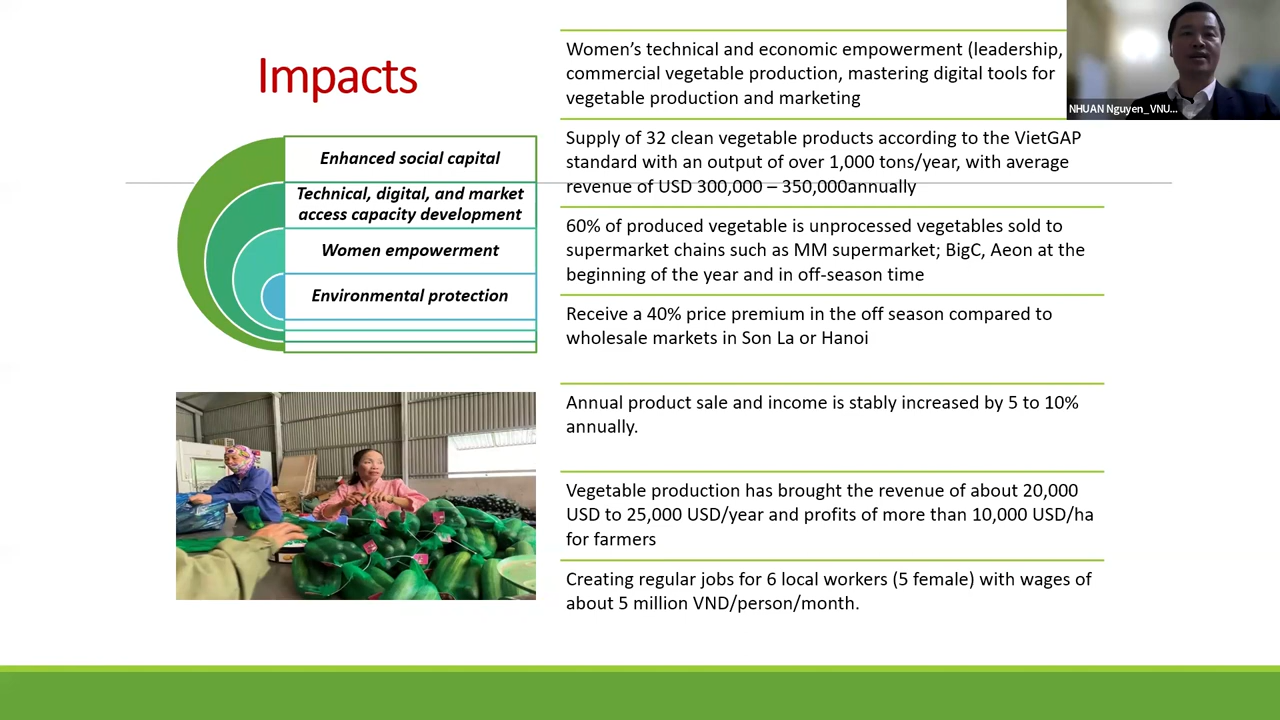 Impacts
Enhanced social capital
Technical, digital, and market
access capacity development
Women empowerment
Environmental protection
Women’s technical and economic empowerment (leadership,
commercial vegetable production, mastering digital tools for
vegetable production and marketing
Supply of 32 clean vegetable products according to the VietGAP
standard with an output of over 1,000 tons/year, with average
revenue of USD 300,000 – 350,000annually
60% of produced vegetable is unprocessed vegetables sold to
supermarket chains such as MM supermarket; BigC, Aeon at the
beginning of the year and in off-season time
Receive a 40% price premium in the off season compared to
wholesale markets in Son La or Hanoi
Annual product sale and income is stably increased by 5 to 10%
annually.
Vegetable production has brought the revenue of about 20,000
USD to 25,000 USD/year and profits of more than 10,000 USD/ha
for farmers
Creating regular jobs for 6 local workers (5 female) with wages of
about 5 million VND/person/month.
NHUAN Nguyen_VNU...